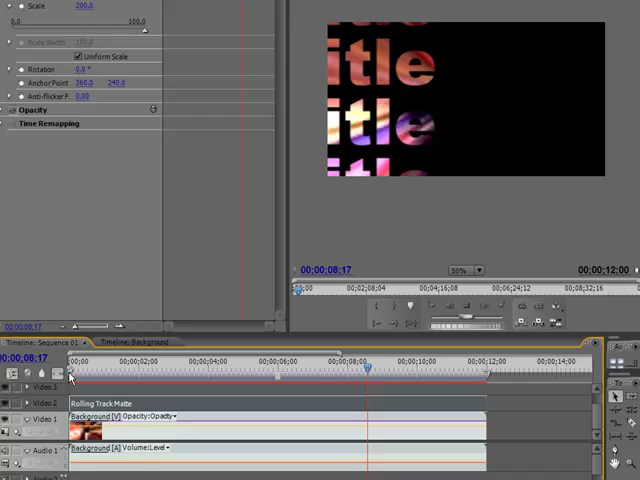 Scale 200.0
0.0 100.0
Scale Width 100.0
Uniform Scale
Rotation 0.0 °
Anchor Point 360.0 240.0
Anti-flicker F 0.00
Opacity
Time Remapping
itle
itle
itle
itle
00;00;08;17 50% 00;00;12;00
;00;00 00;02;08;04 00;04;16;08 00;06;24;12 00;08;32;16
00;00;08;17
Timeline: Sequence 01 Timeline: Background
00;00;08;17
;00;00 00;00;02;00 00;00;04;00 00;00;06;00 00;00;08;00 00;00;10;00 00;00;12;00 00;00;14;00
Video 3
Video 2 Rolling Track Matte
Video 1 Background [V] Opacity:Opacity
Audio 1 Background [A] Volume:Level
Tools